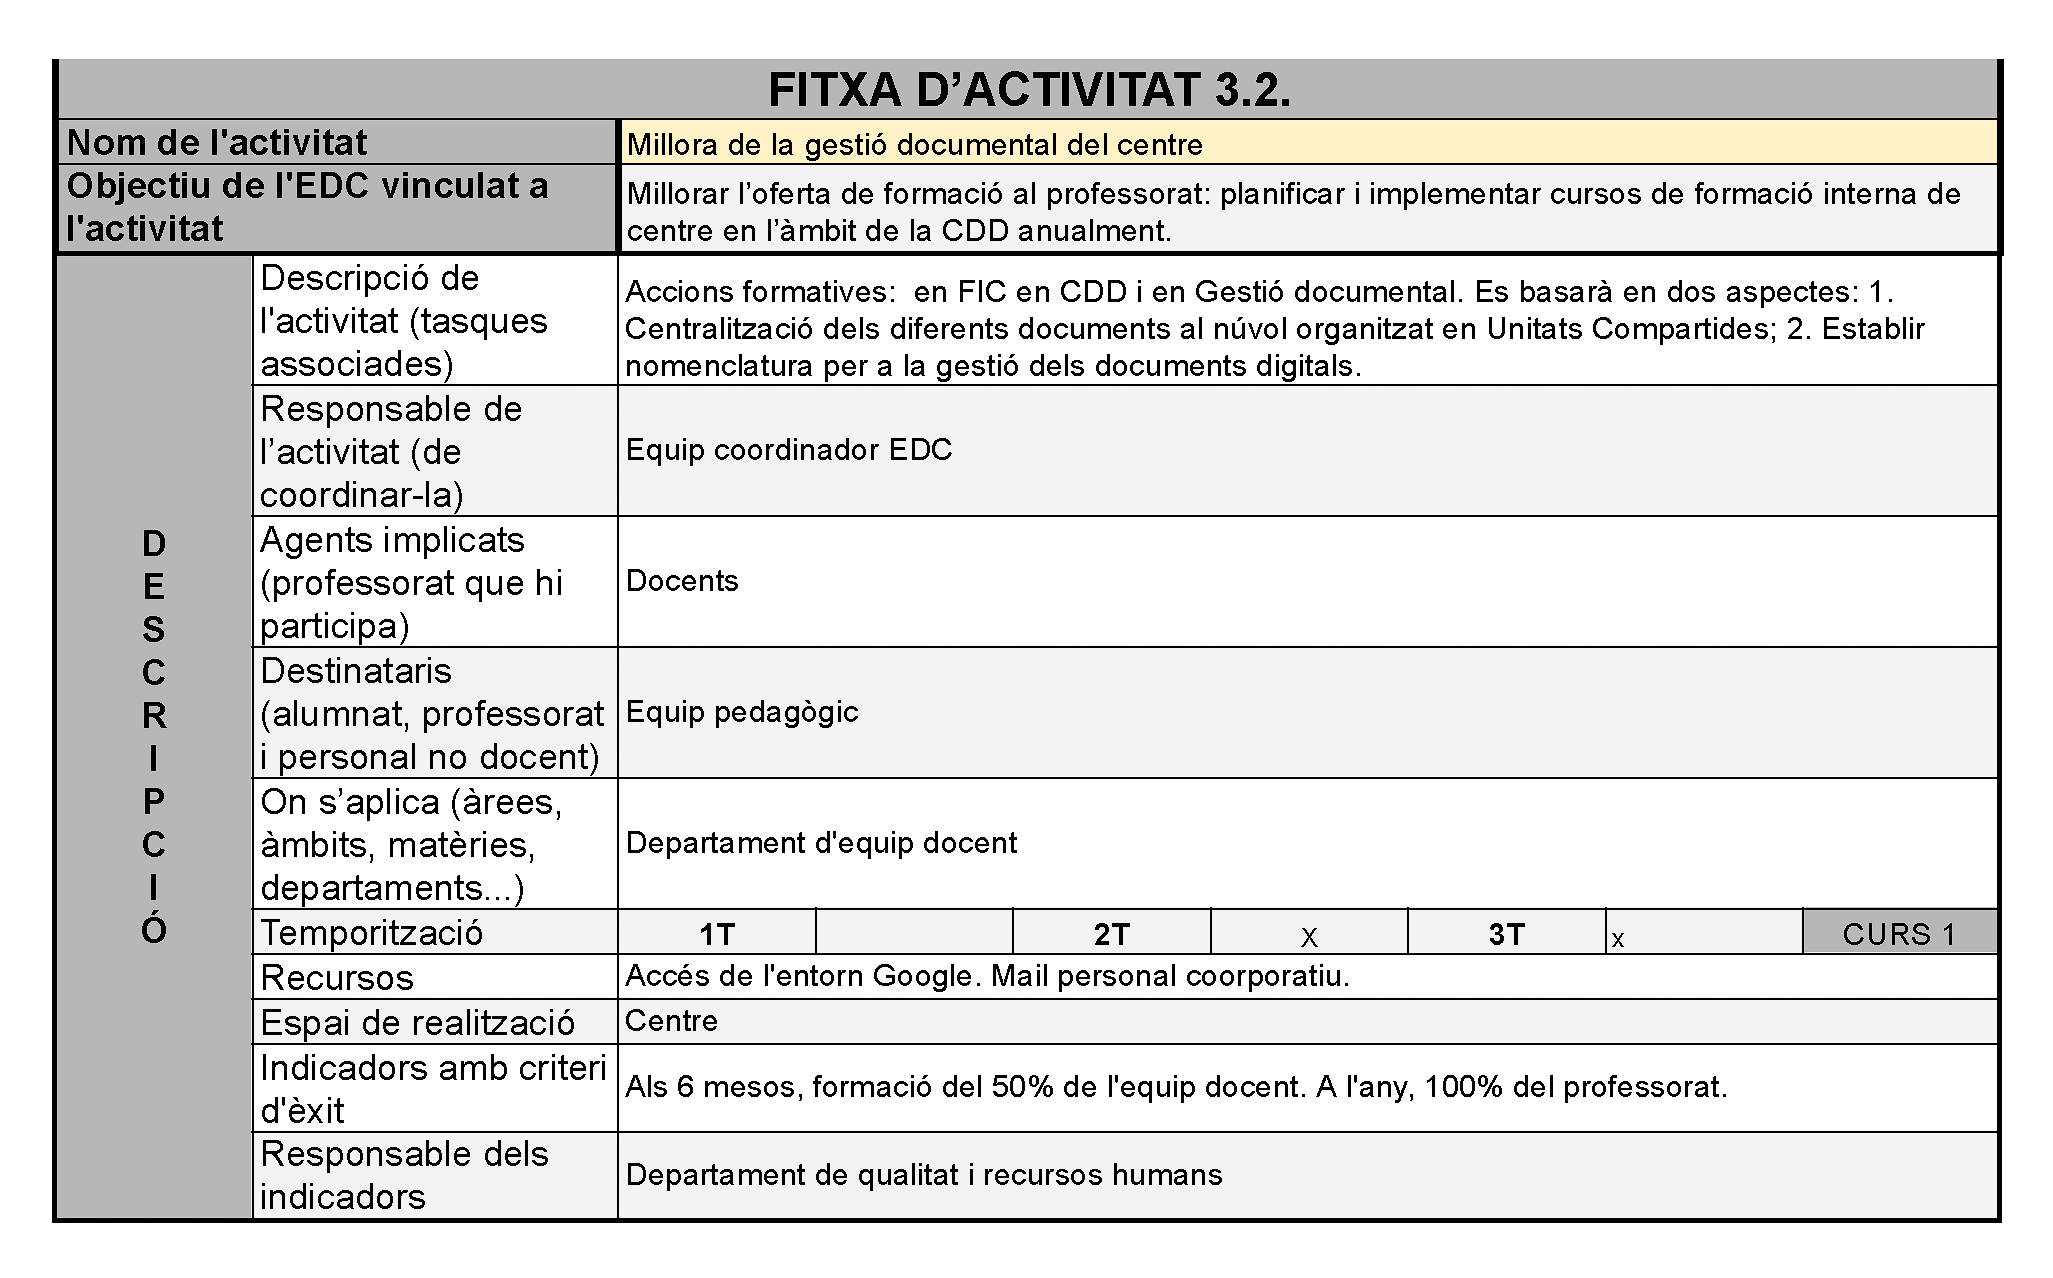 FITXA D’ACTIVITAT 3.2.
Nom de l'activitat
Millora de la gestió documental del centre
Objectiu de l'EDC vinculat a
l'activitat
Millorar l’oferta de formació al professorat: planificar i implementar cursos de formació interna de
centre en l’àmbit de la CDD anualment.
D
E
S
C
R
I
P
C
I
Ó
Descripció de
l'activitat (tasques
associades)
Accions formatives:  en FIC en CDD i en Gestió documental. Es basarà en dos aspectes: 1.
Centralització dels diferents documents al núvol organitzat en Unitats Compartides; 2. Establir
nomenclatura per a la gestió dels documents digitals.
Responsable de
l’activitat (de
coordinar-la)
Equip coordinador EDC
Agents implicats
(professorat que hi
participa)
Docents
Destinataris
(alumnat, professorat
i personal no docent)
Equip pedagògic
On s’aplica (àrees,
àmbits, matèries,
departaments...)
Departament d'equip docent
Temporització
1T 2T X 3T x CURS 1
Recursos
Accés de l'entorn Google. Mail personal coorporatiu.
Espai de realització
Centre
Indicadors amb criteri
d'èxit
Als 6 mesos, formació del 50% de l'equip docent. A l'any, 100% del professorat.
Responsable dels
indicadors
Departament de qualitat i recursos humans